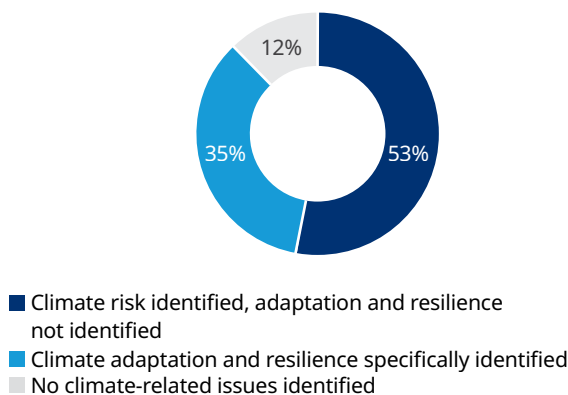 12%
35%
53%
Climate risk identified, adaptation and resilience
not identified
Climate adaptation and resilience specifically identified
No climate-related issues identified